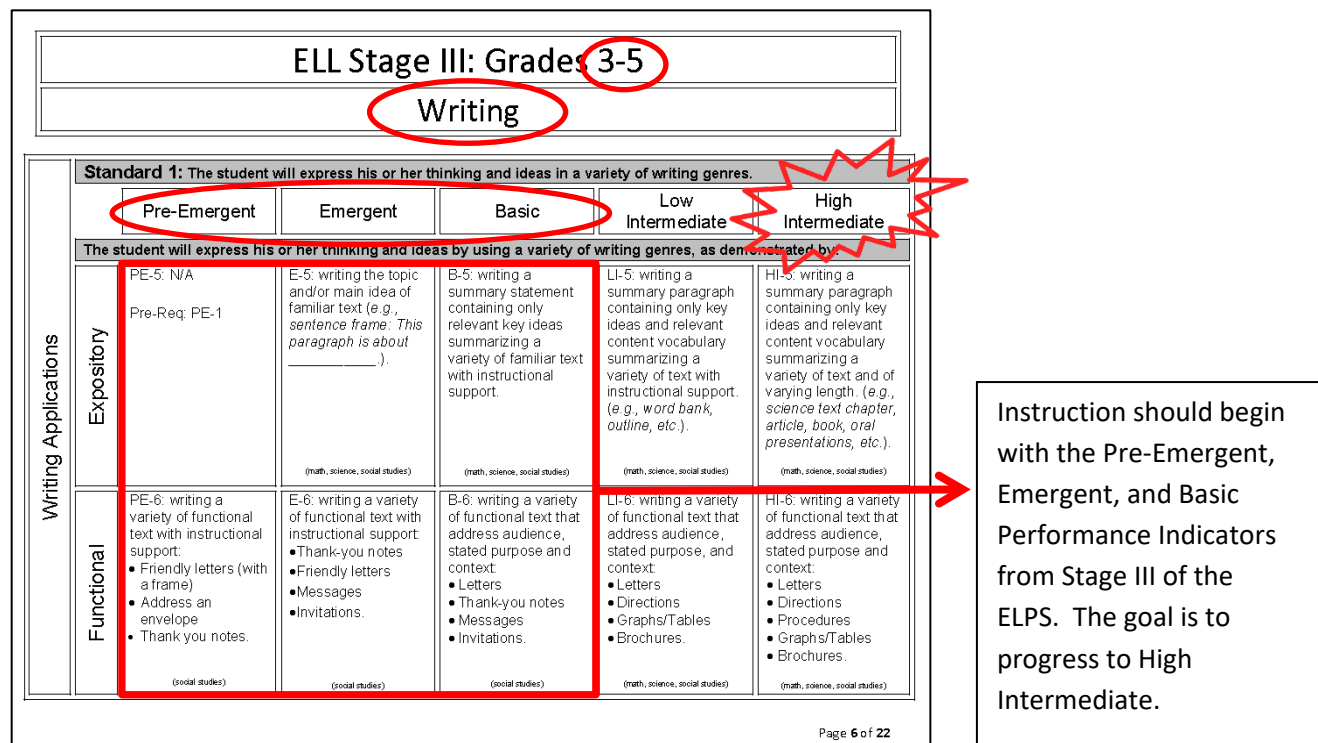 ELL Stage III: Grades 3-5
Writing
Writing Applications
Standard 1: The student will express his or her thinking and ideas in a variety of writing genres.
Pre-Emergent
Emergent
Basic
Low
Intermediate
High
Intermediate
The student will express his or her thinking and ideas by using a variety of writing genres, as demonstrated by:
Expository
PE-5: N/A
Pre-Req: PE-1
E-5: writing the topic
and/or main idea of
familiar text (e.g.,
sentence frame: This
paragraph is about
____________.).
(math, science, social studies)
B-5: writing a
summary statement
containing only
relevant key ideas
summarizing a
variety of familiar text
with instructional
support.
(math, science, social studies)
LI-5: writing a
summary paragraph
containing only key
ideas and relevant
content vocabulary
summarizing a
variety of text with
instructional support.
(e.g., word bank,
outline, etc.).
(math, science, social studies)
HI-5: writing a
summary paragraph
containing only key
ideas and relevant
content vocabulary
summarizing a
variety of text and of
varying length. (e.g.,
science text chapter,
article, book, oral
presentations, etc.).
(math, science, social studies)
Functional
PE-6: writing a
variety of functional
text with instructional
support:
• Friendly letters (with
a frame)
• Address an
envelope
• Thank you notes.
(social studies)
E-6: writing a variety
of functional text with
instructional support:
•Thank-you notes
•Friendly letters
•Messages
•Invitations.
(social studies)
B-6: writing a variety
of functional text that
address audience,
stated purpose and
context:
• Letters
• Thank-you notes
• Messages
• Invitations.
(social studies)
LI-6: writing a variety
of functional text that
address audience,
stated purpose, and
context:
• Letters
• Directions
• Graphs/Tables
• Brochures.
(math, science, social studies)
HI-6: writing a variety
of functional text that
address audience,
stated purpose and
context:
• Letters
• Directions
• Procedures
• Graphs/Tables
• Brochures.
(math, science, social studies)
Page 6 of 22
Instruction should begin
with the Pre-Emergent,
Emergent, and Basic
Performance Indicators
from Stage III of the
ELPS. The goal is to
progress to High
Intermediate.